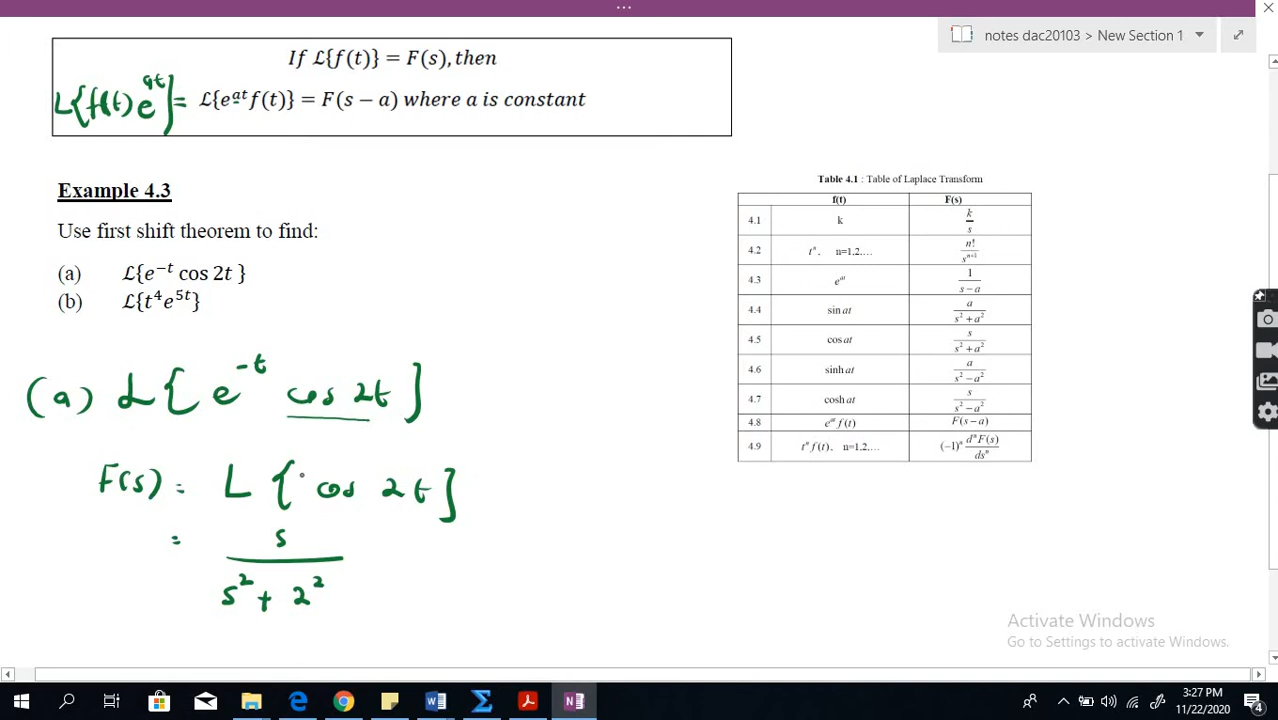 notes dac20103 > New Section 1
If ℒ{f(t)} = F(s), then
L{f(t) e^at} = ℒ{e^at f(t)} = F(s − a) where a is constant
Example 4.3
Use first shift theorem to find:
(a) ℒ{e^−t cos 2t }
(b) ℒ{t^4 e^5t}
(a) ℒ{ e^-t cos 2t }
F(s) = L { cos 2t }
= s / (s^2 + 2^2)
Table 4.1 : Table of Laplace Transform
f(t) F(s)
4.1 k k/s
4.2 t^n, n=1,2,… n!/s^(n+1)
4.3 e^at 1/(s−a)
4.4 sin at a/(s^2+a^2)
4.5 cos at s/(s^2+a^2)
4.6 sinh at a/(s^2−a^2)
4.7 cosh at s/(s^2−a^2)
4.8 e^at f(t) F(s−a)
4.9 t^n f(t), n=1,2,… (−1)^n d^n F(s)/ds^n
Activate Windows
Go to Settings to activate Windows.
3:27 PM
11/22/2020
4